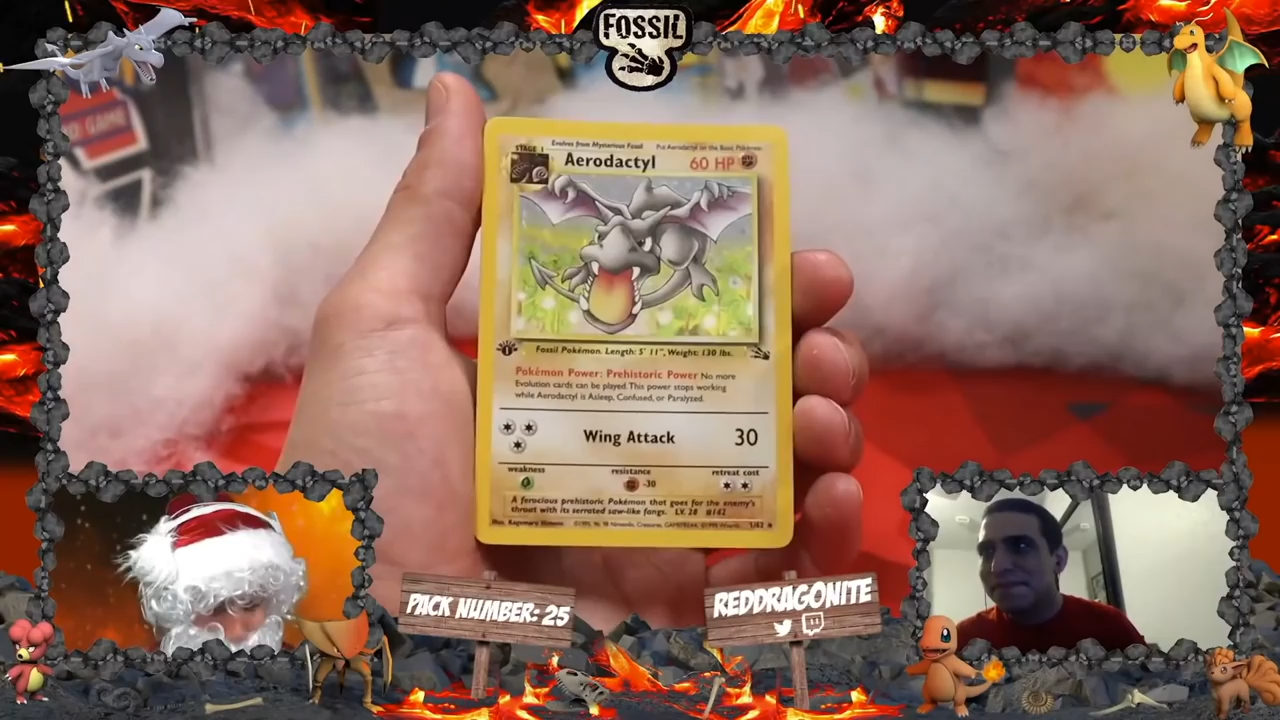 FOSSIL
GAME
STAGE 1
Evolves from Mysterious Fossil
Put Aerodactyl on the Basic Pokémon
Aerodactyl
60 HP
Fossil Pokémon. Length: 5' 11", Weight: 130 lbs.
Pokémon Power: Prehistoric Power No more
Evolution cards can be played. This power stops working
while Aerodactyl is Asleep, Confused, or Paralyzed.
Wing Attack 30
weakness
resistance
retreat cost
-30
A ferocious prehistoric Pokémon that goes for the enemy's
throat with its serrated saw-like fangs. LV. 28 #142
1/62
PACK NUMBER: 25
REDDRAGONITE